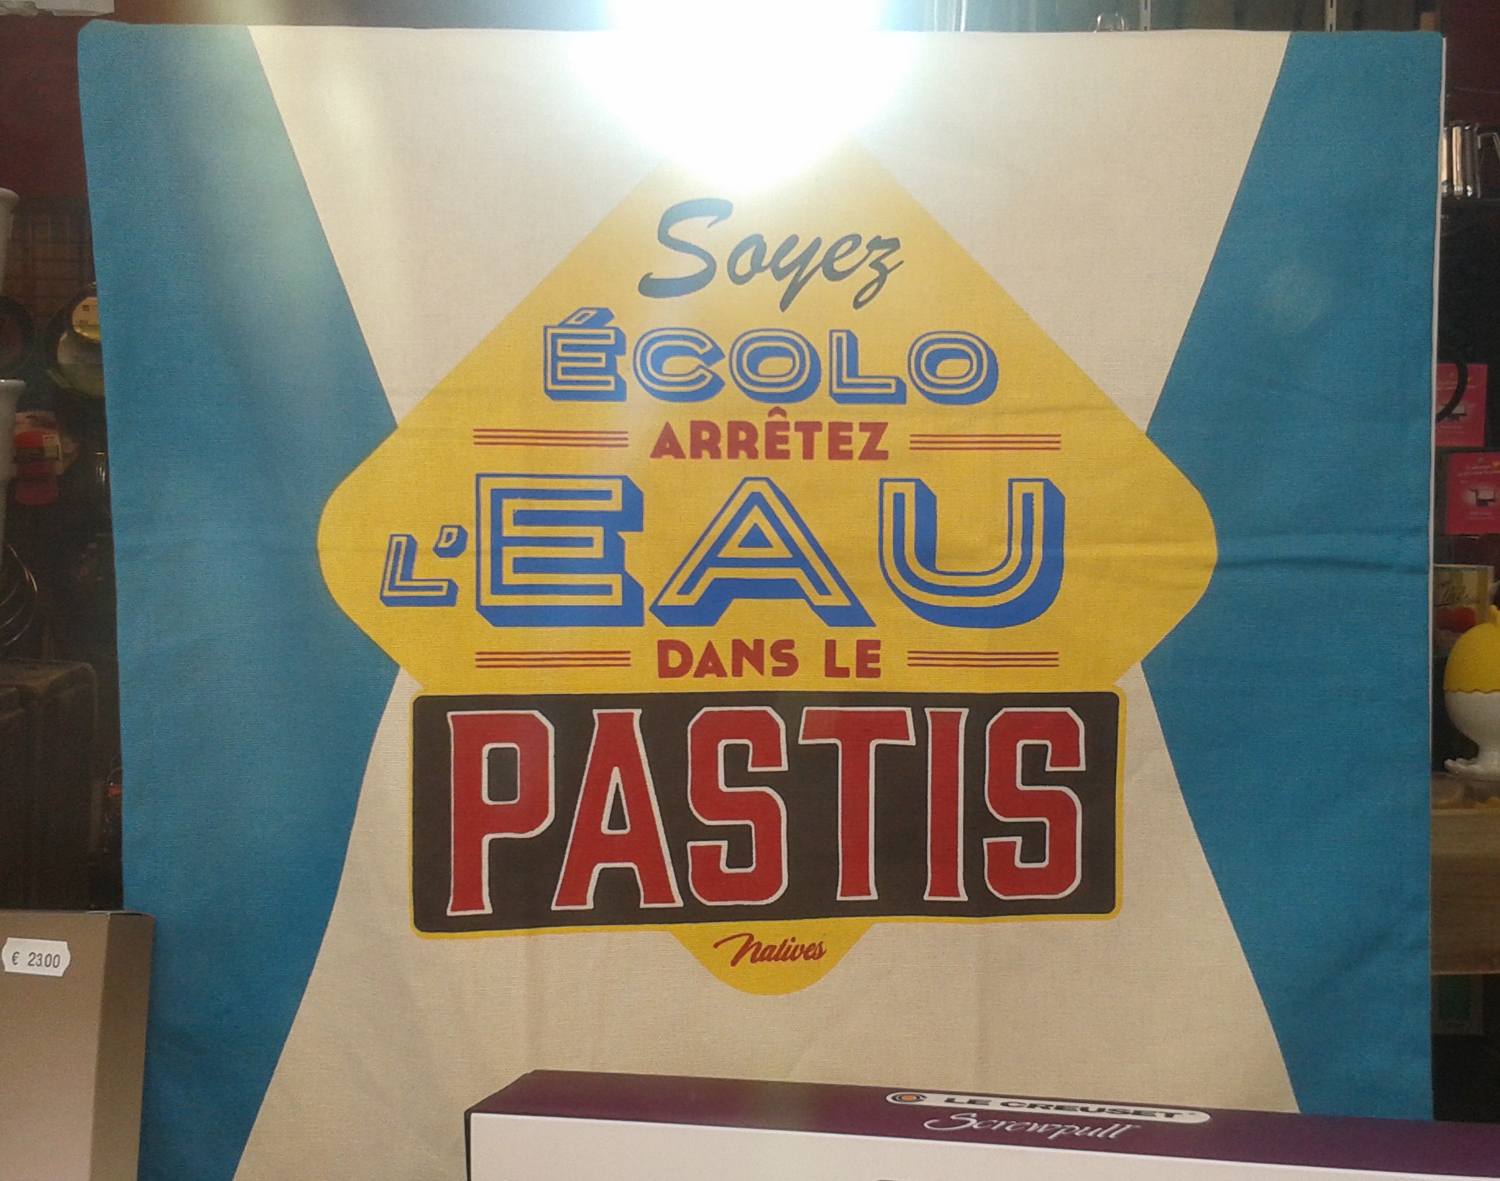 Soyez
ÉCOLO
ARRÊTEZ
L'EAU
DANS LE
PASTIS
Natives
€ 23.00
LE CREUSET
Screwpull